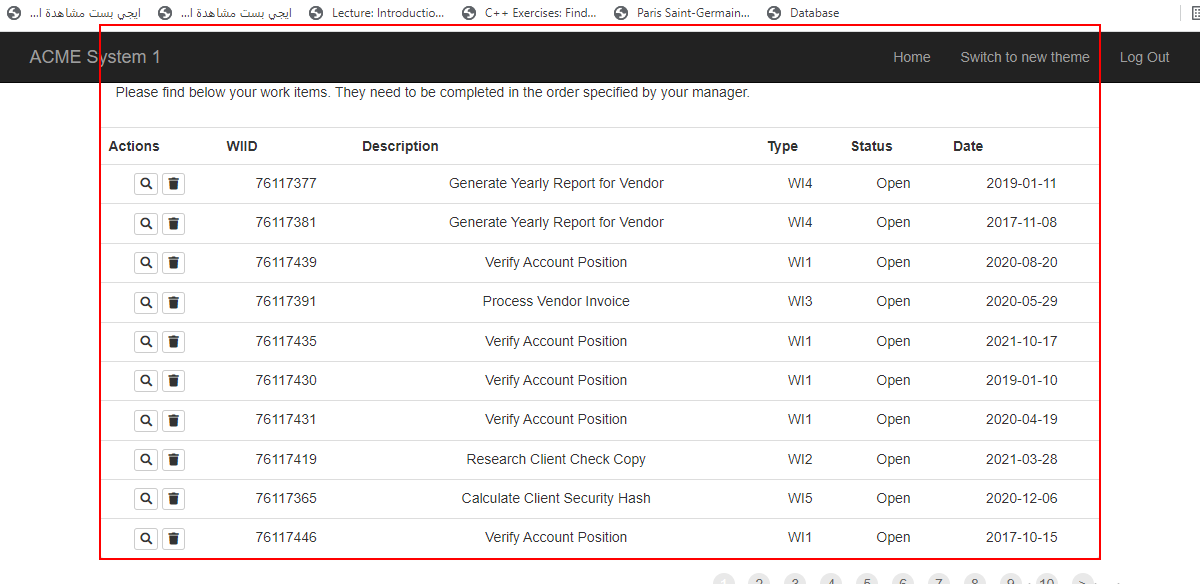 ايجي بست مشاهدة ا... ايجي بست مشاهدة ا... Lecture: Introductio... C++ Exercises: Find... Paris Saint-Germain... Database
ACME System 1 Home Switch to new theme Log Out
Please find below your work items. They need to be completed in the order specified by your manager.
Actions WIID Description Type Status Date
76117377 Generate Yearly Report for Vendor WI4 Open 2019-01-11
76117381 Generate Yearly Report for Vendor WI4 Open 2017-11-08
76117439 Verify Account Position WI1 Open 2020-08-20
76117391 Process Vendor Invoice WI3 Open 2020-05-29
76117435 Verify Account Position WI1 Open 2021-10-17
76117430 Verify Account Position WI1 Open 2019-01-10
76117431 Verify Account Position WI1 Open 2020-04-19
76117419 Research Client Check Copy WI2 Open 2021-03-28
76117365 Calculate Client Security Hash WI5 Open 2020-12-06
76117446 Verify Account Position WI1 Open 2017-10-15
1 2 3 4 5 6 7 8 9 10 >